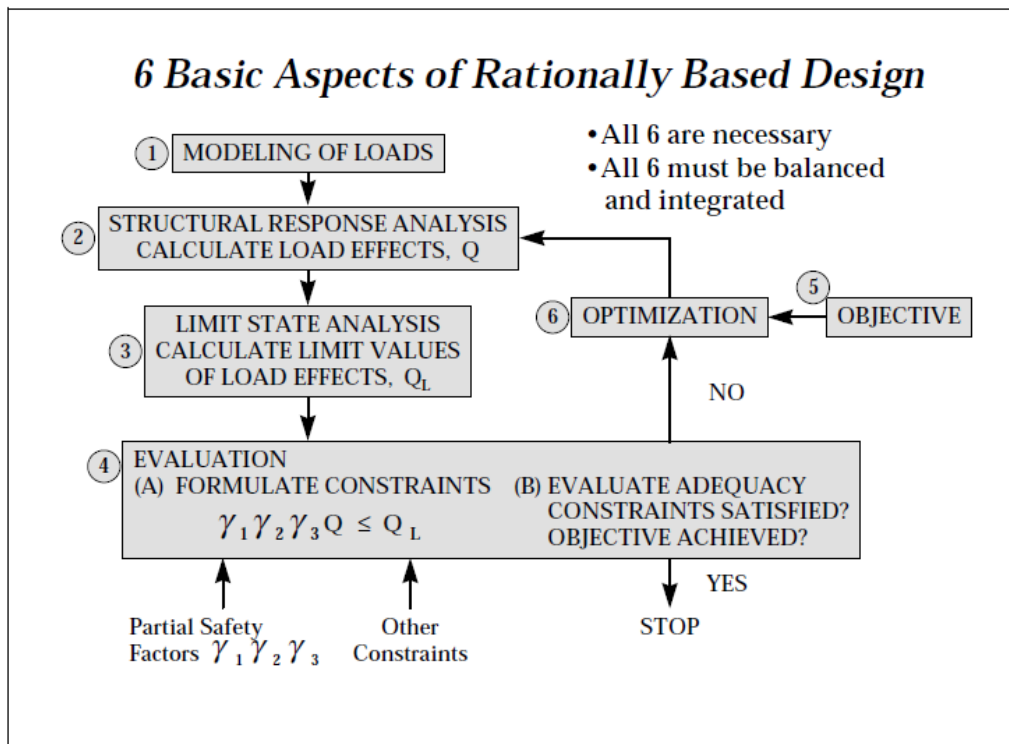 6 Basic Aspects of Rationally Based Design
•All 6 are necessary
•All 6 must be balanced
and integrated
1 MODELING OF LOADS
2 STRUCTURAL RESPONSE ANALYSIS
CALCULATE LOAD EFFECTS, Q
3 LIMIT STATE ANALYSIS
CALCULATE LIMIT VALUES
OF LOAD EFFECTS, Q_L
5 OBJECTIVE
6 OPTIMIZATION
NO
4 EVALUATION
(A) FORMULATE CONSTRAINTS
γ₁γ₂γ₃Q ≤ Q_L
(B) EVALUATE ADEQUACY
CONSTRAINTS SATISFIED?
OBJECTIVE ACHIEVED?
YES
STOP
Partial Safety
Factors γ₁γ₂γ₃
Other
Constraints